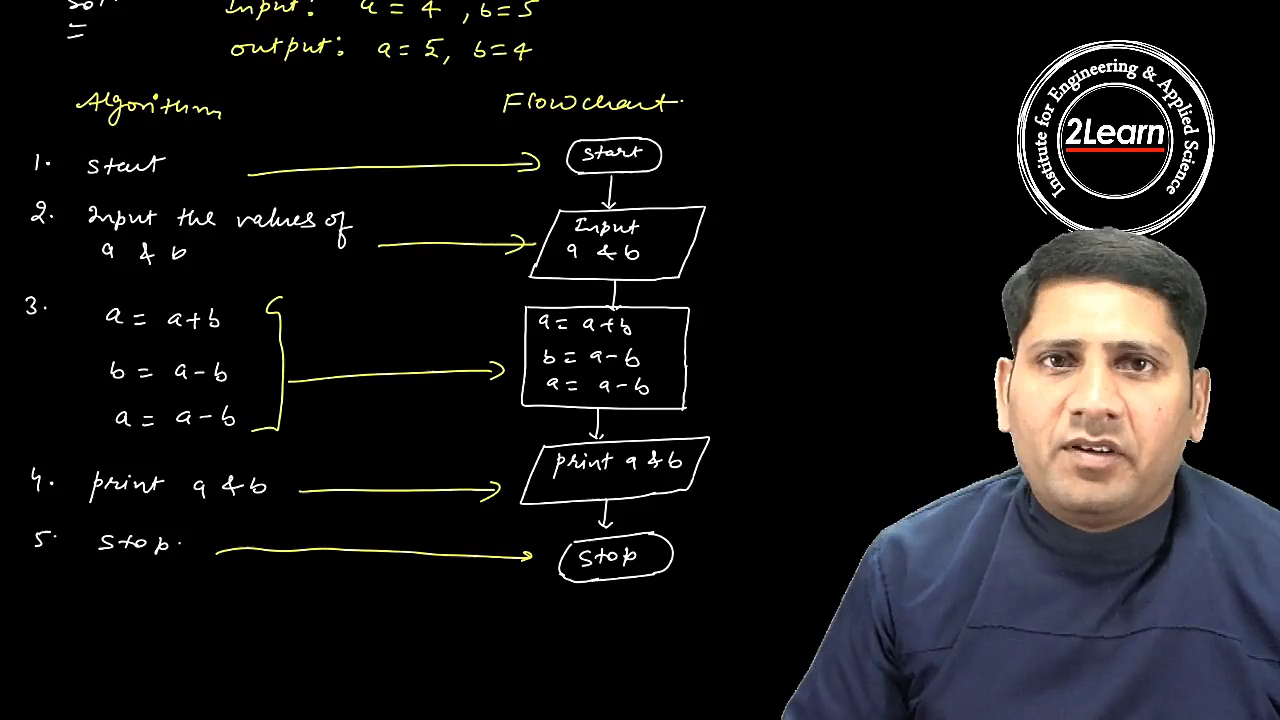 Soln
Input: a = 4 , b = 5
=
output: a = 5, b = 4
Algorithm
Flowchart
1. start
start
2. Input the values of
a & b
Input
a & b
3. a = a+b
b = a-b
a = a-b
a = a+b
b = a-b
a = a-b
4. print a & b
print a & b
5. Stop.
Stop
Institute for Engineering & Applied Science
2Learn